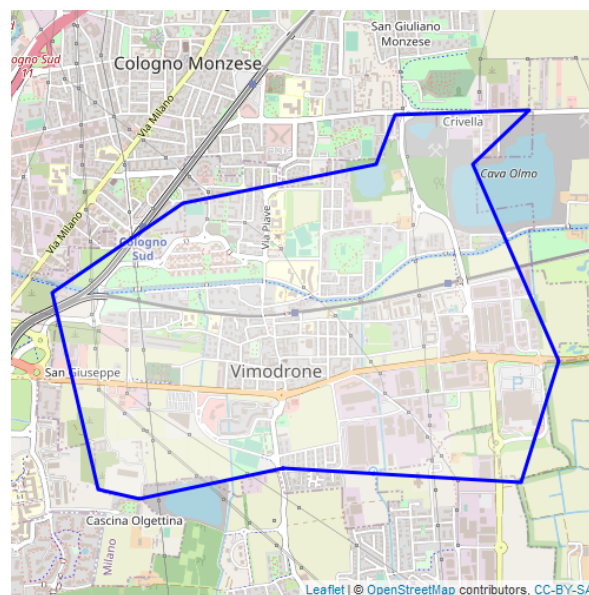 San Giuliano
Monzese
ogno Sud
11
Cologno Monzese
Via Milano
Crivella
Cava Olmo
Via Piave
Via Milano
Cologno
Sud
San Giuseppe
Vimodrone
P
Cascina Olgettina
Milano
Leaflet | © OpenStreetMap contributors, CC-BY-SA